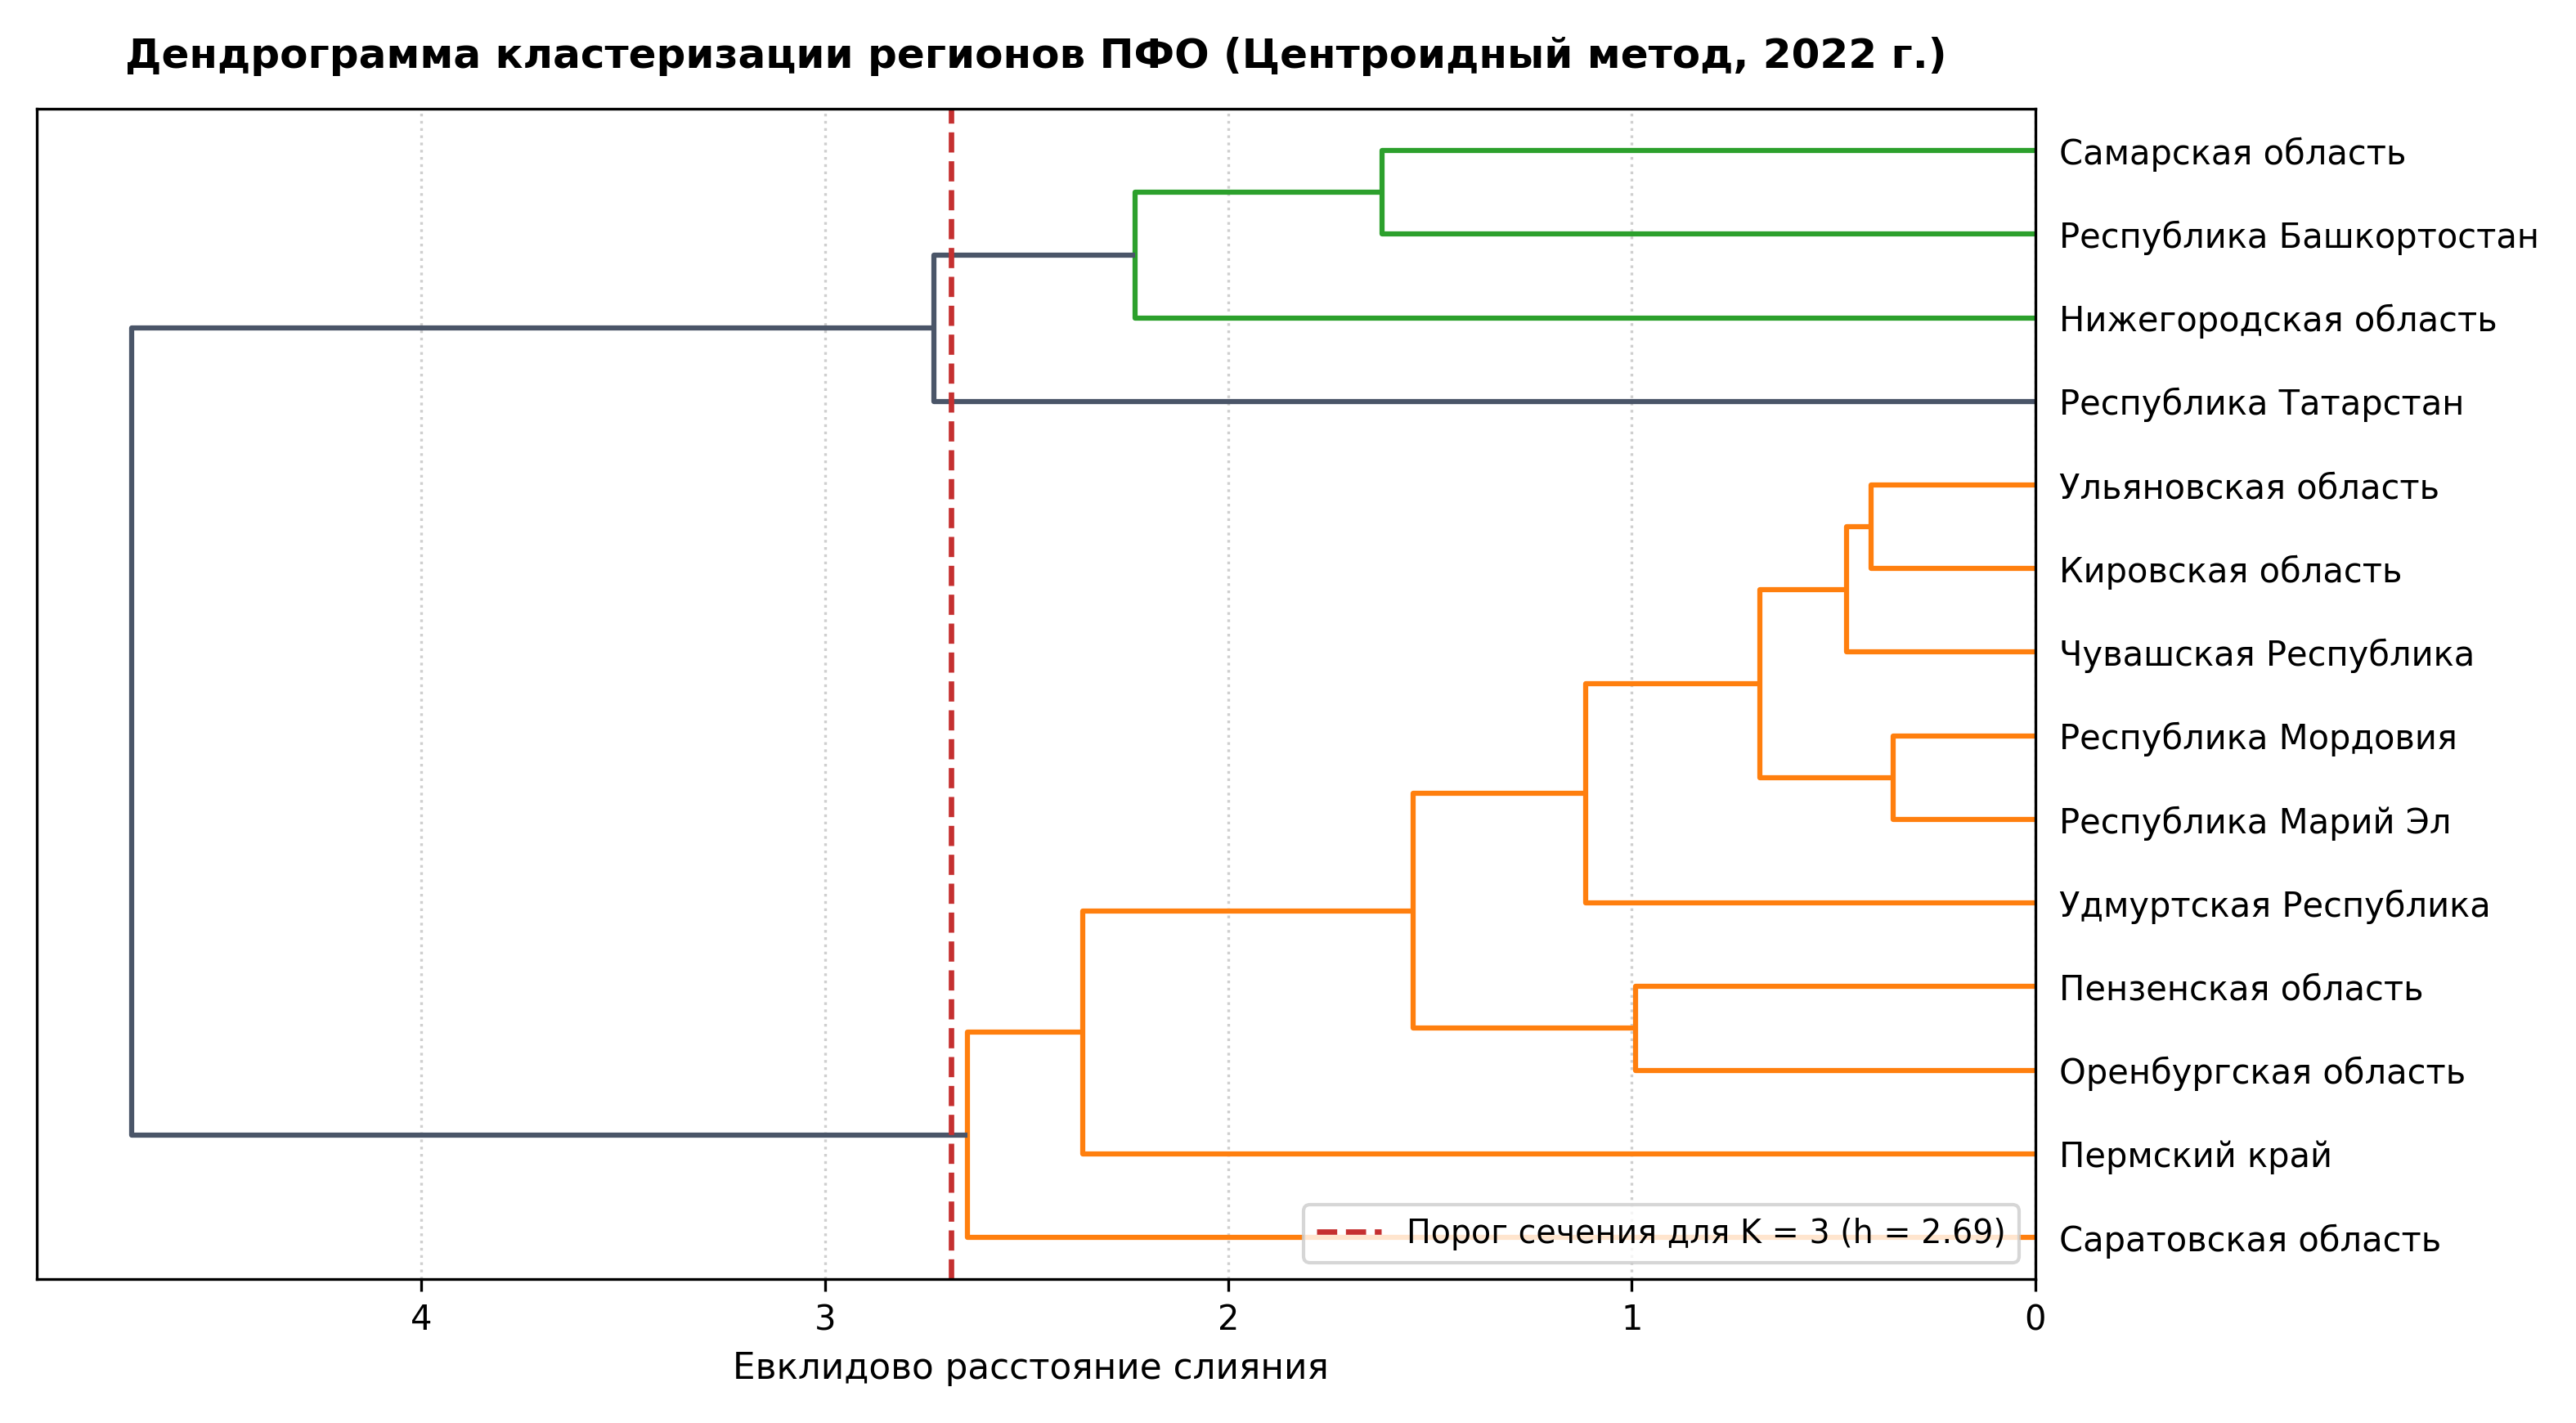 Дендрограмма кластеризации регионов ПФО (Центроидный метод, 2022 г.)
Самарская область
Республика Башкортостан
Нижегородская область
Республика Татарстан
Ульяновская область
Кировская область
Чувашская Республика
Республика Мордовия
Республика Марий Эл
Удмуртская Республика
Пензенская область
Оренбургская область
Пермский край
Порог сечения для K = 3 (h = 2.69)
Саратовская область
4 3 2 1 0
Евклидово расстояние слияния